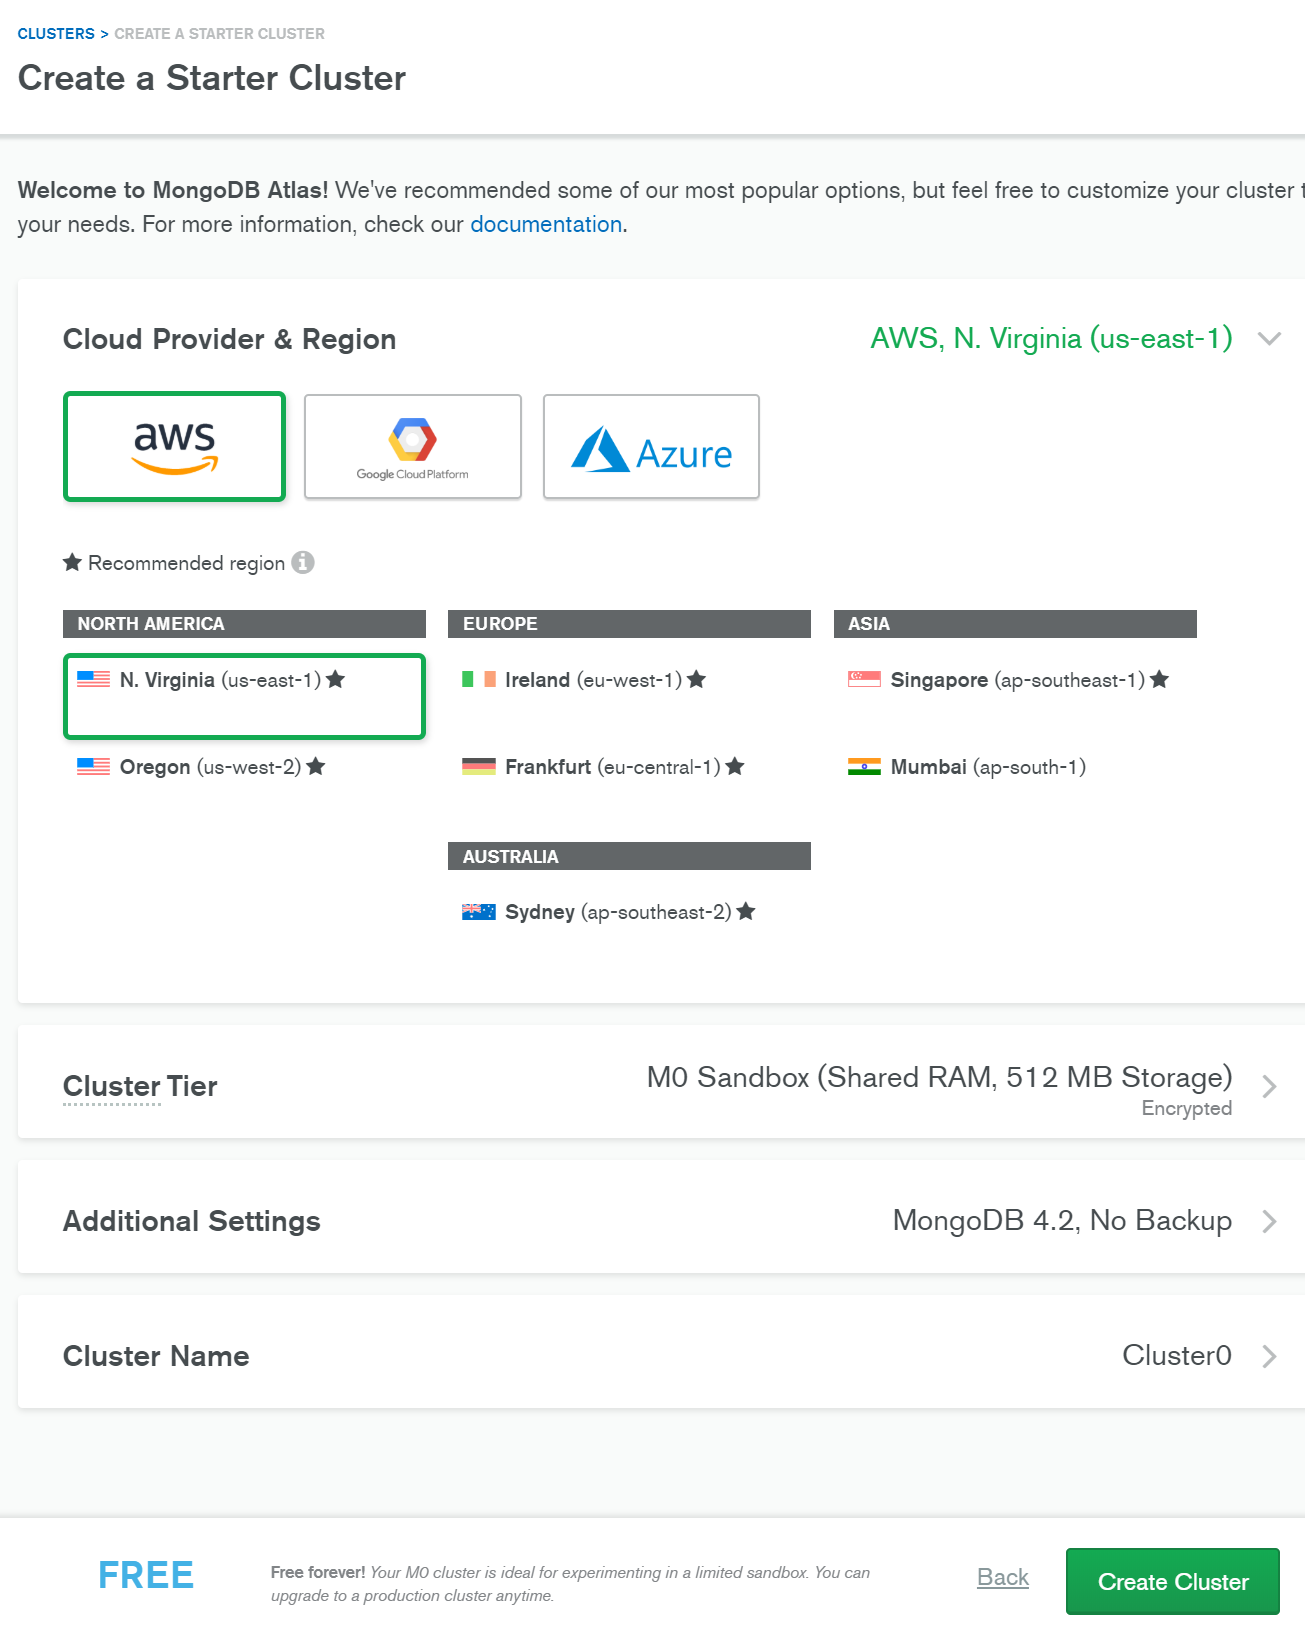 CLUSTERS > CREATE A STARTER CLUSTER
Create a Starter Cluster
Welcome to MongoDB Atlas! We've recommended some of our most popular options, but feel free to customize your cluster t
your needs. For more information, check our documentation.
Cloud Provider & Region
AWS, N. Virginia (us-east-1)
aws
Google Cloud Platform
Azure
★ Recommended region
NORTH AMERICA
N. Virginia (us-east-1) ★
Oregon (us-west-2) ★
EUROPE
Ireland (eu-west-1) ★
Frankfurt (eu-central-1) ★
AUSTRALIA
Sydney (ap-southeast-2) ★
ASIA
Singapore (ap-southeast-1) ★
Mumbai (ap-south-1)
Cluster Tier
M0 Sandbox (Shared RAM, 512 MB Storage)
Encrypted
Additional Settings
MongoDB 4.2, No Backup
Cluster Name
Cluster0
FREE
Free forever! Your M0 cluster is ideal for experimenting in a limited sandbox. You can
upgrade to a production cluster anytime.
Back
Create Cluster